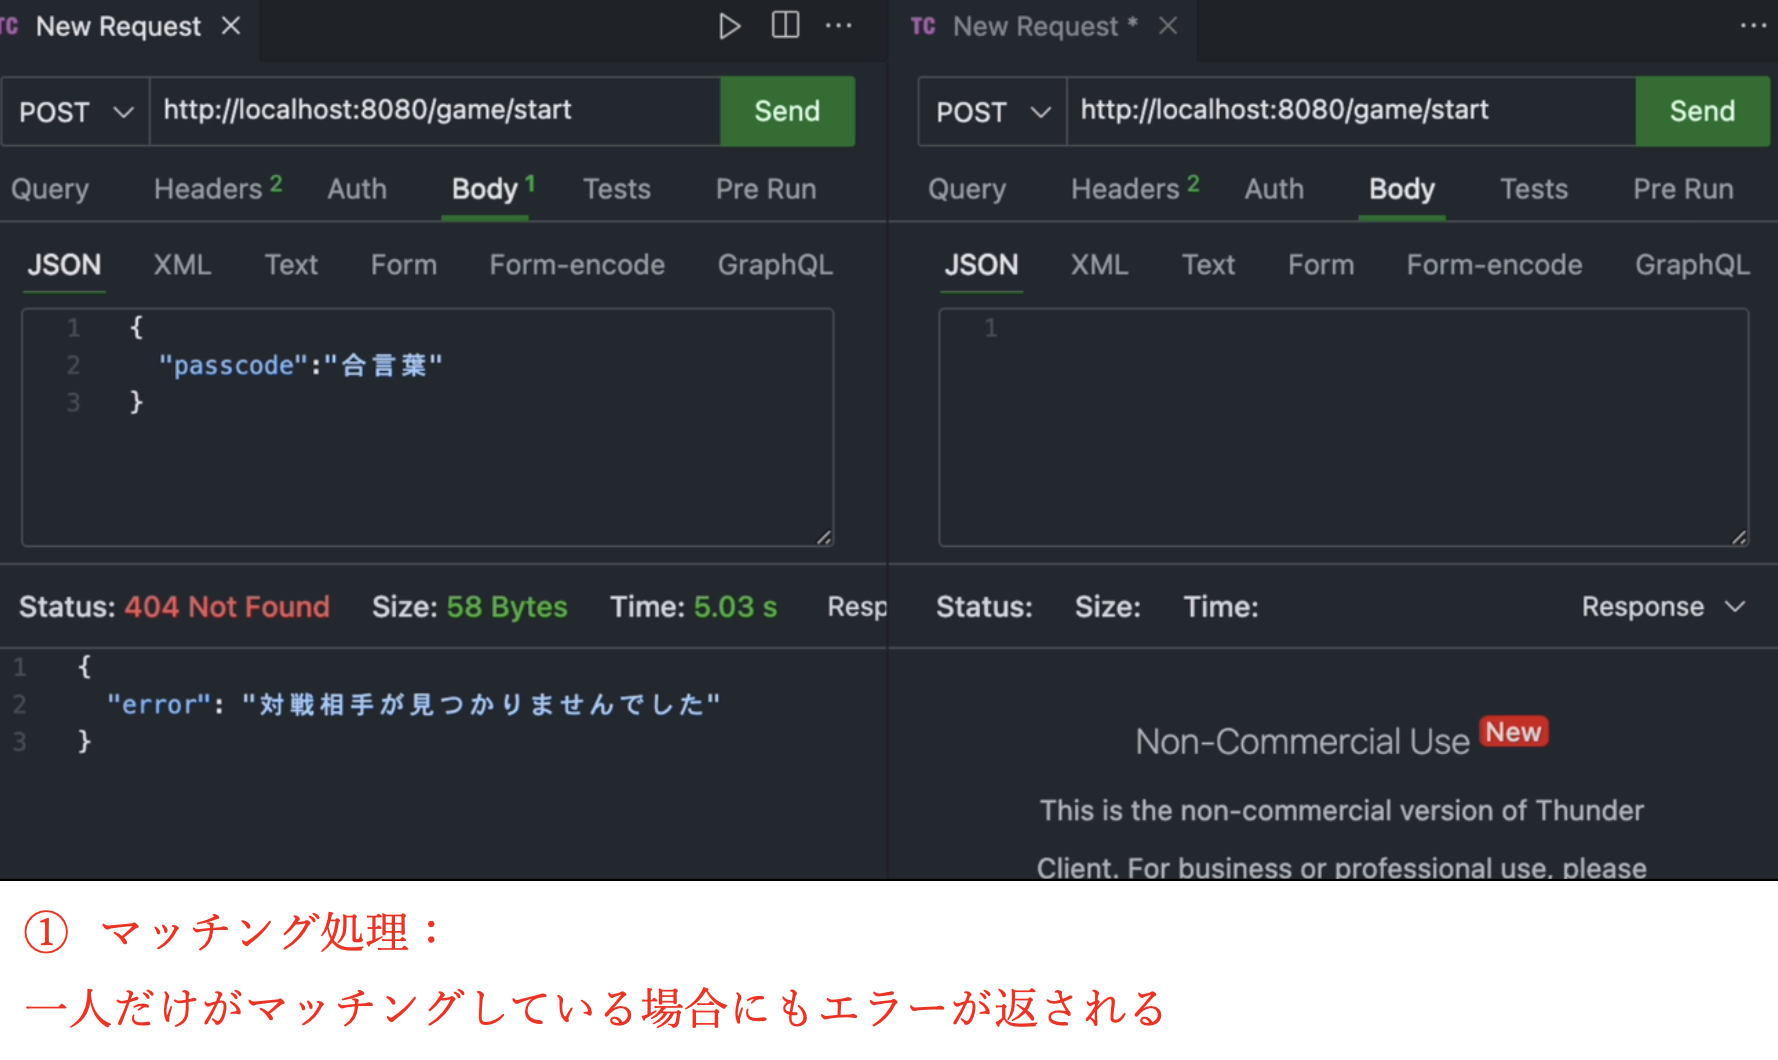 TC New Request
POST http://localhost:8080/game/start Send
Query Headers 2 Auth Body 1 Tests Pre Run
JSON XML Text Form Form-encode GraphQL
1 {
2 "passcode":"合言葉"
3 }
Status: 404 Not Found Size: 58 Bytes Time: 5.03 s Resp
1 {
2 "error": "対戦相手が見つかりませんでした"
3 }
TC New Request *
POST http://localhost:8080/game/start Send
Query Headers 2 Auth Body Tests Pre Run
JSON XML Text Form Form-encode GraphQL
1
Status: Size: Time: Response
Non-Commercial Use New
This is the non-commercial version of Thunder
Client. For business or professional use, please
① マッチング処理：
一人だけがマッチングしている場合にもエラーが返される